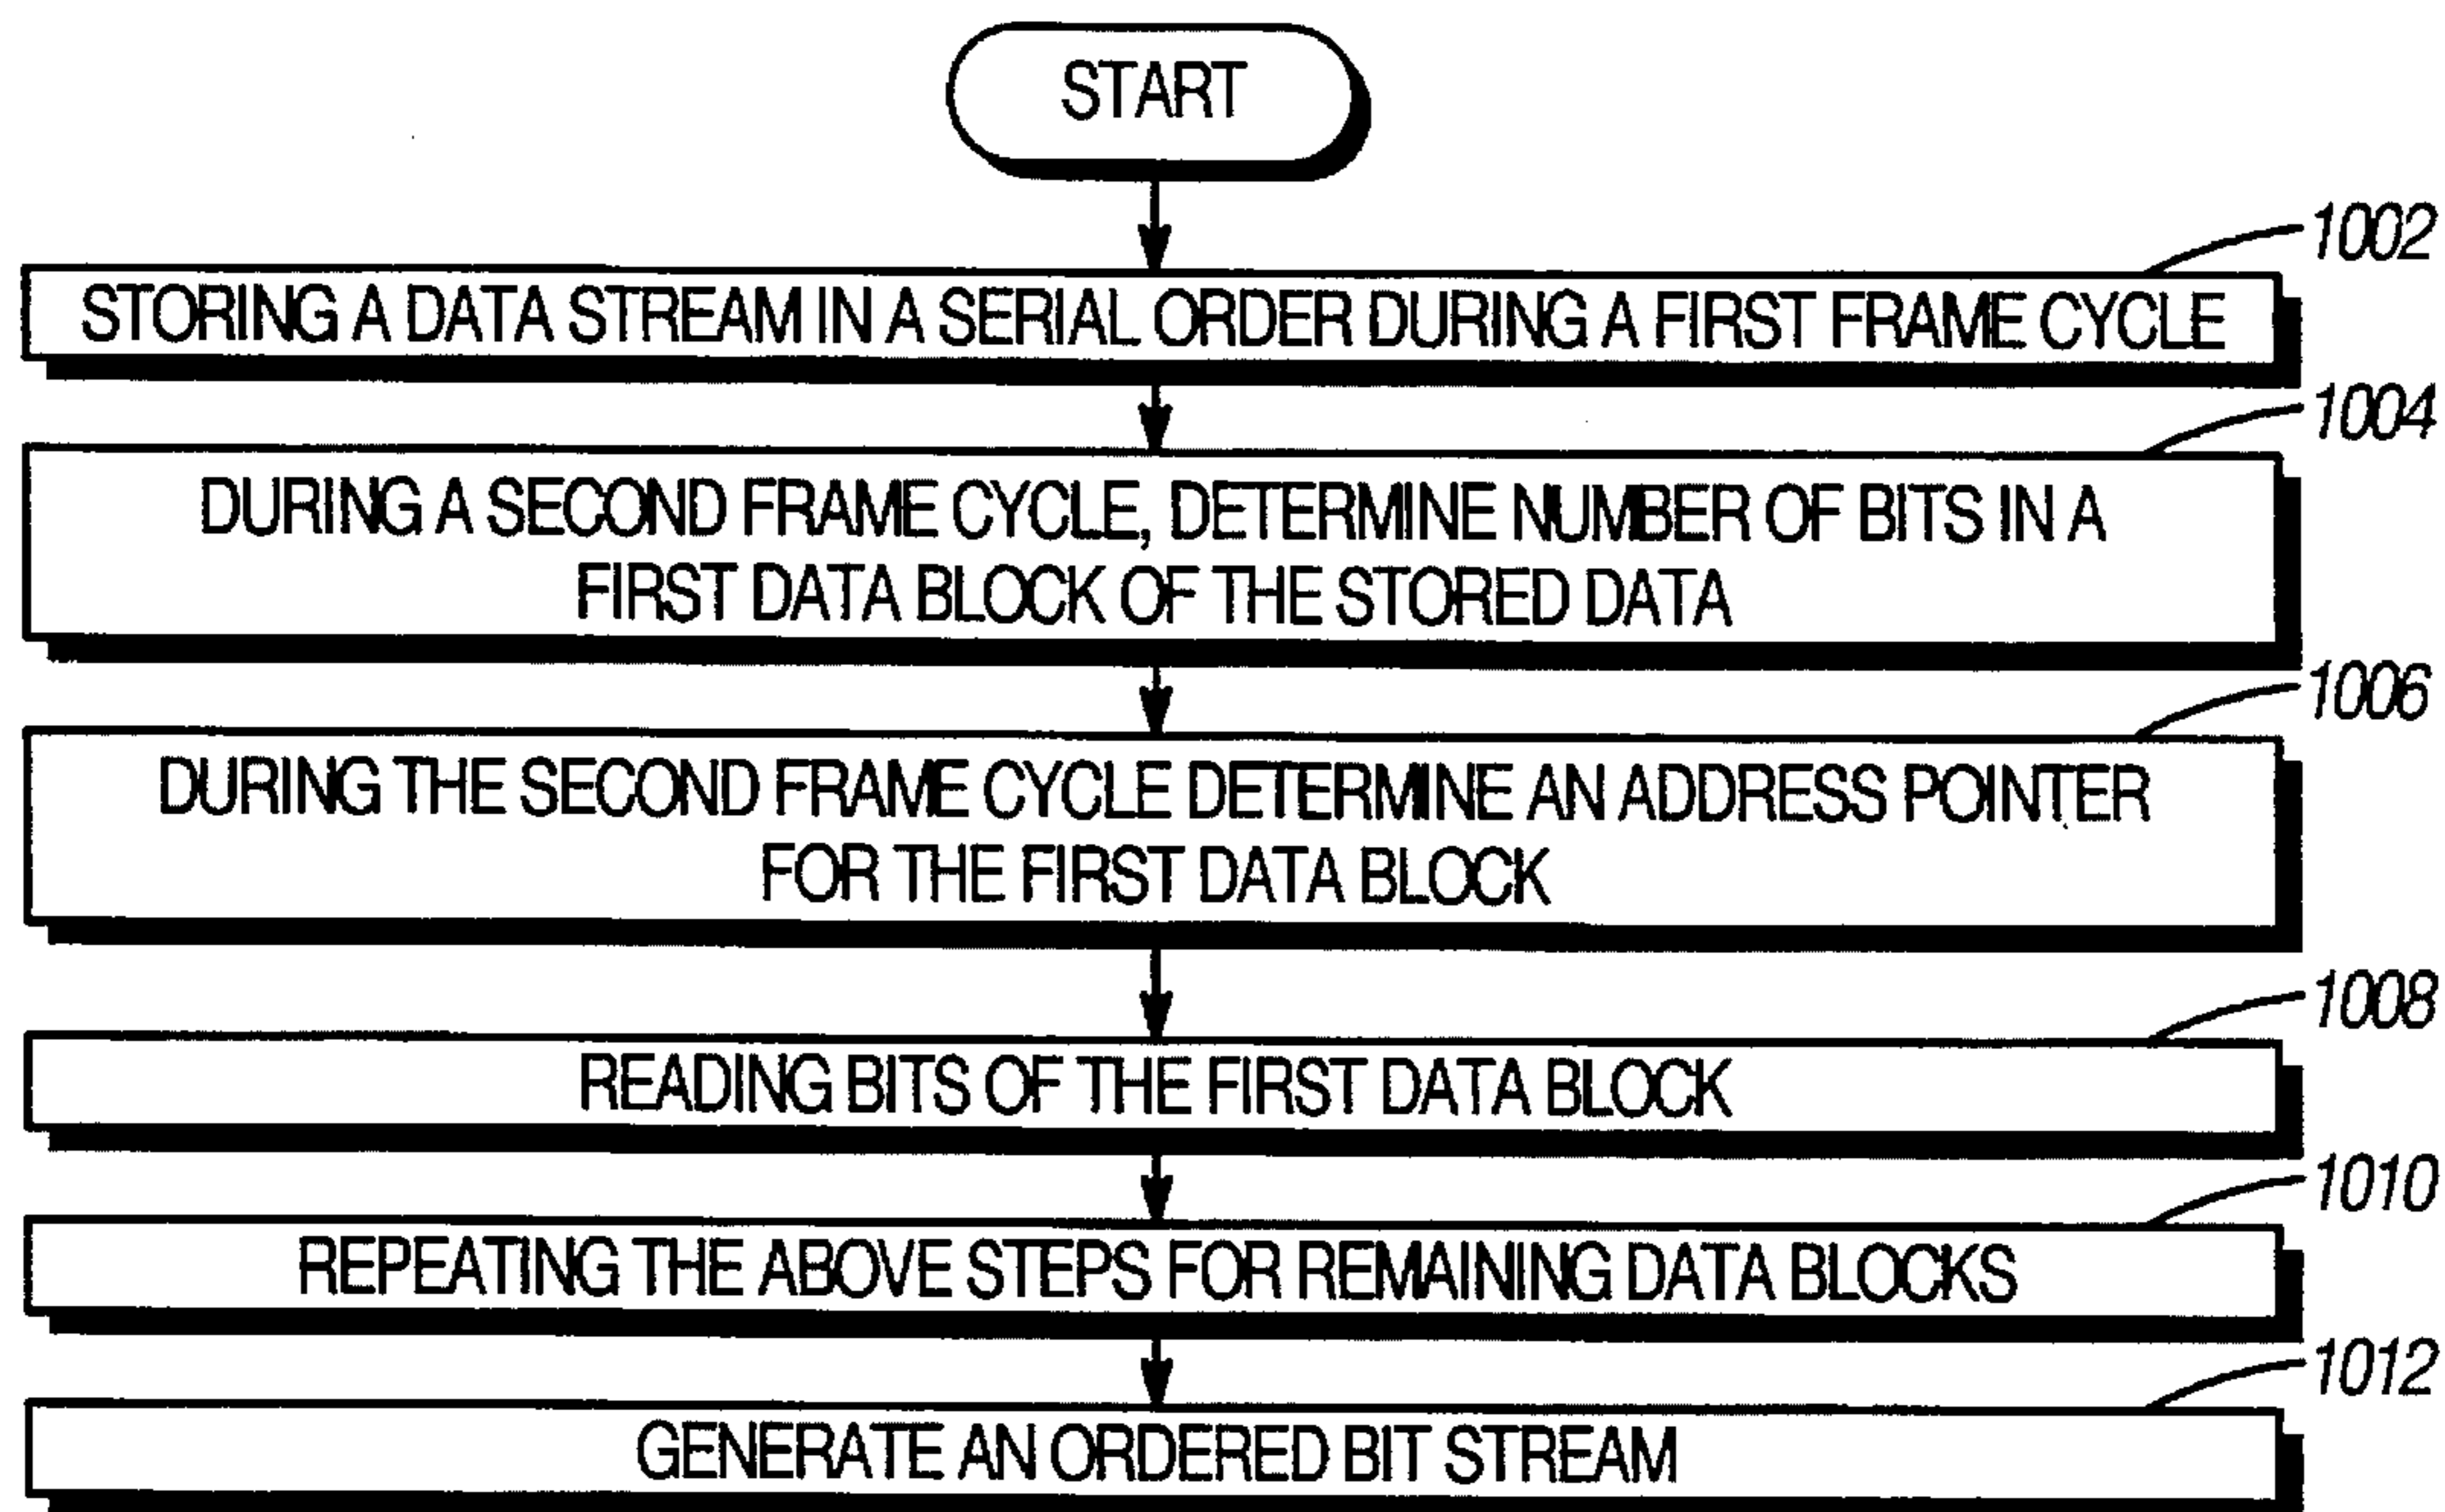 START
1002
STORING A DATA STREAM IN A SERIAL ORDER DURING A FIRST FRAME CYCLE
1004
DURING A SECOND FRAME CYCLE, DETERMINE NUMBER OF BITS IN A
FIRST DATA BLOCK OF THE STORED DATA
1006
DURING THE SECOND FRAME CYCLE DETERMINE AN ADDRESS POINTER
FOR THE FIRST DATA BLOCK
1008
READING BITS OF THE FIRST DATA BLOCK
1010
REPEATING THE ABOVE STEPS FOR REMAINING DATA BLOCKS
1012
GENERATE AN ORDERED BIT STREAM